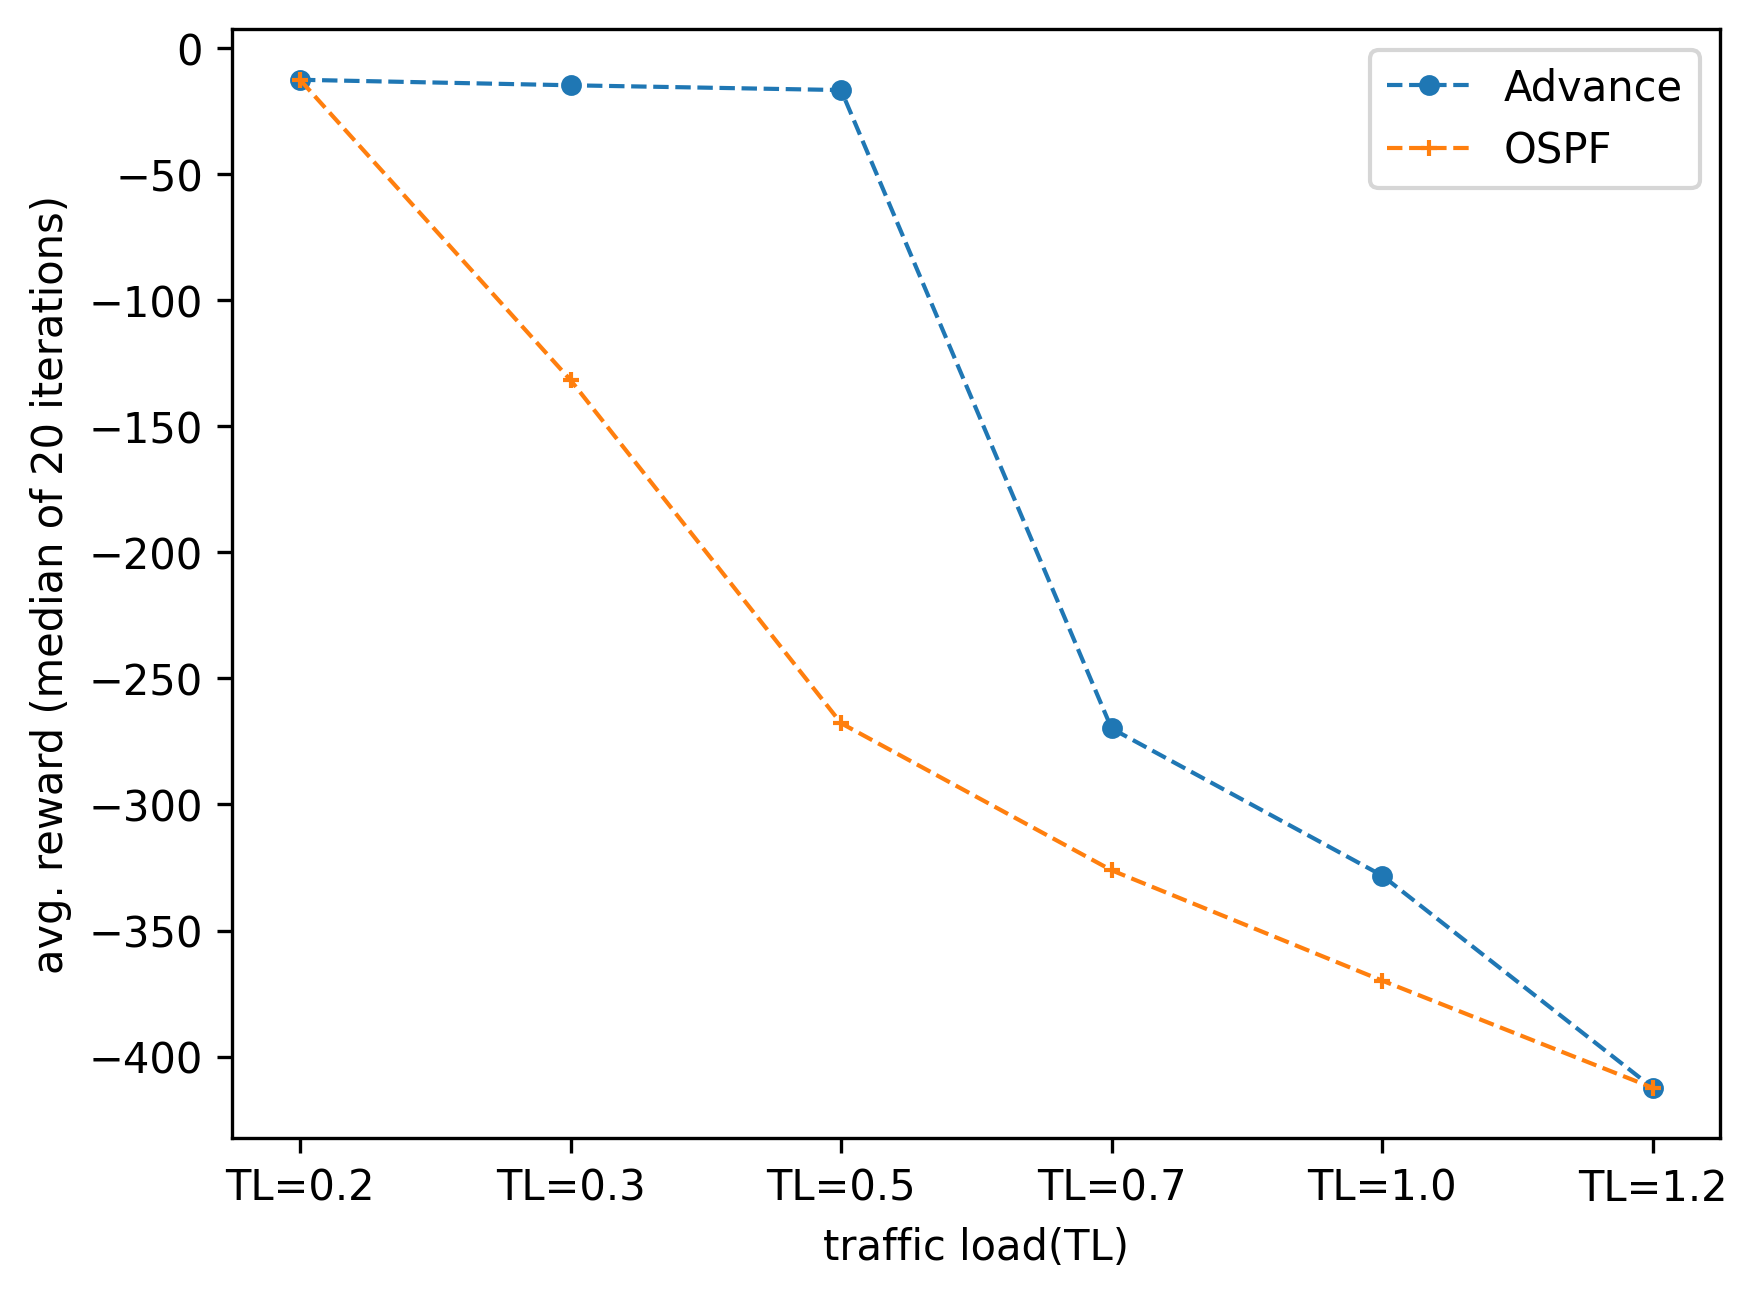 Advance
OSPF
avg. reward (median of 20 iterations)
0
−50
−100
−150
−200
−250
−300
−350
−400
TL=0.2 TL=0.3 TL=0.5 TL=0.7 TL=1.0 TL=1.2
traffic load(TL)